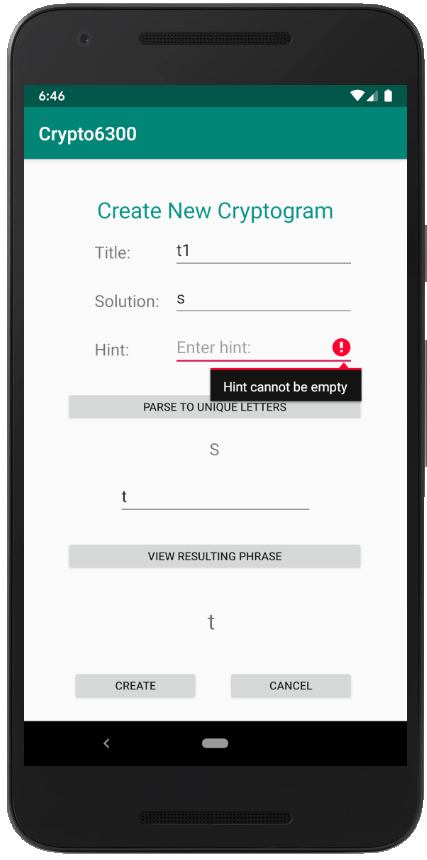 6:46
Crypto6300
Create New Cryptogram
Title: t1
Solution: s
Hint: Enter hint:
Hint cannot be empty
PARSE TO UNIQUE LETTERS
S
t
VIEW RESULTING PHRASE
t
CREATE CANCEL